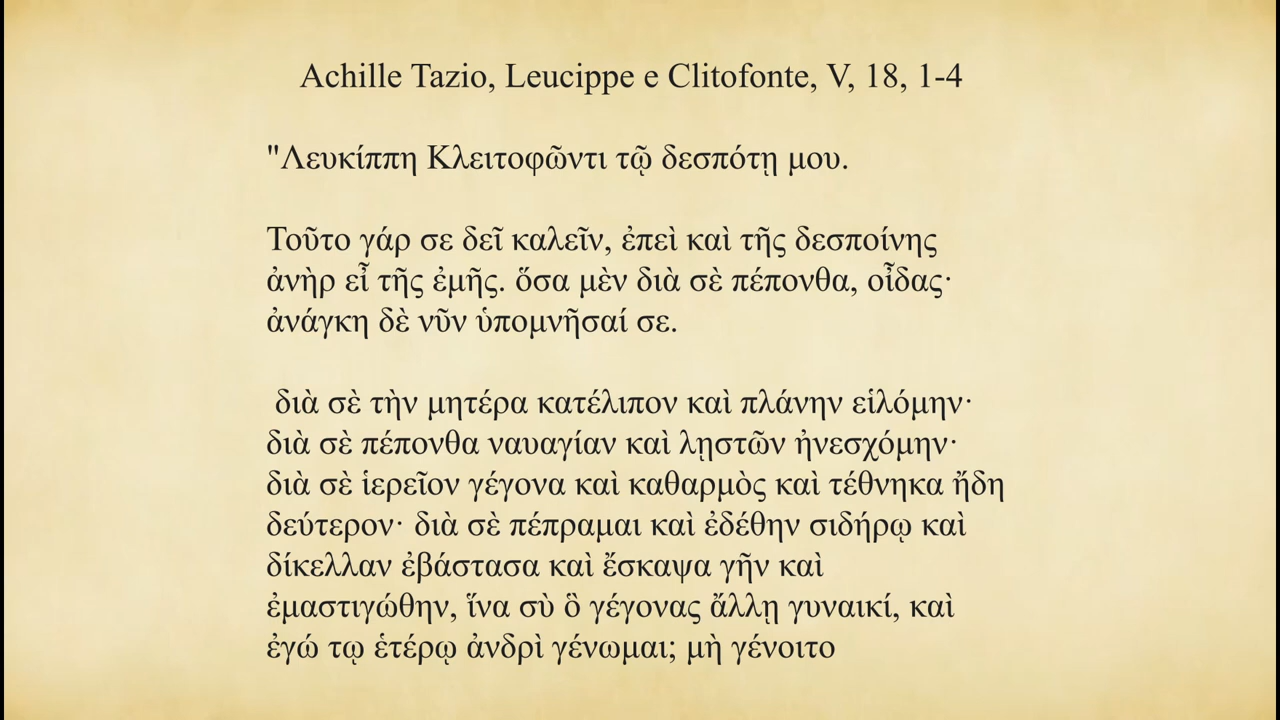 Achille Tazio, Leucippe e Clitofonte, V, 18, 1-4
"Λευκίππη Κλειτοφῶντι τῷ δεσπότῃ μου.
Τοῦτο γάρ σε δεῖ καλεῖν, ἐπεὶ καὶ τῆς δεσποίνης
ἀνὴρ εἶ τῆς ἐμῆς. ὅσα μὲν διὰ σὲ πέπονθα, οἶδας·
ἀνάγκη δὲ νῦν ὑπομνῆσαί σε.
διὰ σὲ τὴν μητέρα κατέλιπον καὶ πλάνην εἱλόμην·
διὰ σὲ πέπονθα ναυαγίαν καὶ λῃστῶν ἠνεσχόμην·
διὰ σὲ ἱερεῖον γέγονα καὶ καθαρμὸς καὶ τέθνηκα ἤδη
δεύτερον· διὰ σὲ πέπραμαι καὶ ἐδέθην σιδήρῳ καὶ
δίκελλαν ἐβάστασα καὶ ἔσκαψα γῆν καὶ
ἐμαστιγώθην, ἵνα σὺ ὃ γέγονας ἄλλῃ γυναικί, καὶ
ἐγώ τῳ ἑτέρῳ ἀνδρὶ γένωμαι; μὴ γένοιτο